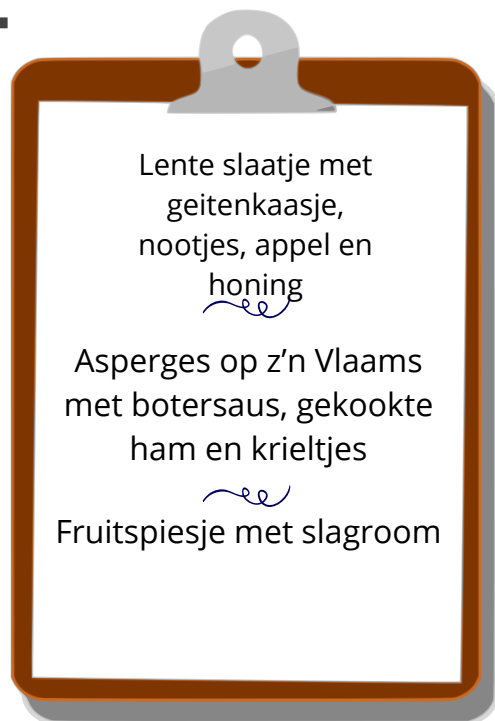 Lente slaatje met
geitenkaasje,
nootjes, appel en
honing
Asperges op z’n Vlaams
met botersaus, gekookte
ham en krieltjes
Fruitspiesje met slagroom